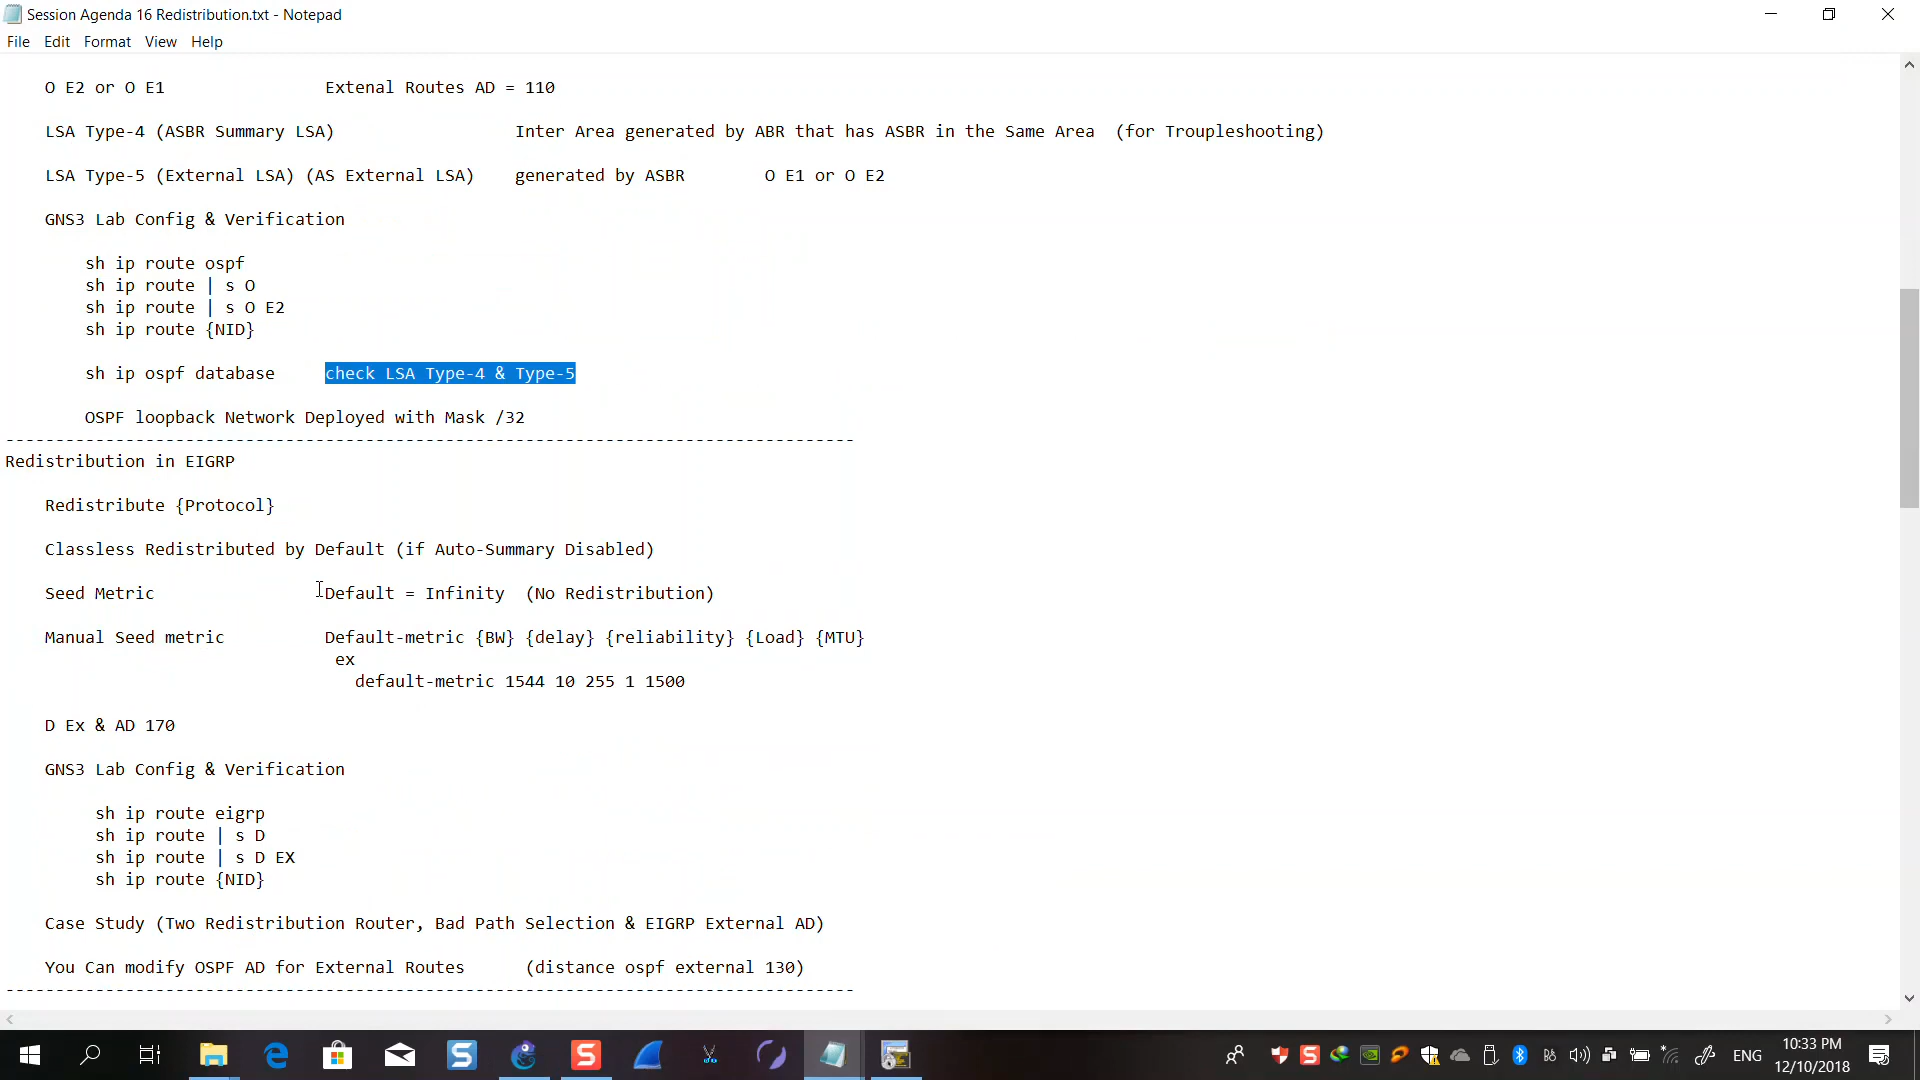 Session Agenda 16 Redistribution.txt - Notepad
File Edit Format View Help
O E2 or O E1 Extenal Routes AD = 110
LSA Type-4 (ASBR Summary LSA) Inter Area generated by ABR that has ASBR in the Same Area (for Troupleshooting)
LSA Type-5 (External LSA) (AS External LSA) generated by ASBR O E1 or O E2
GNS3 Lab Config & Verification
sh ip route ospf
sh ip route | s O
sh ip route | s O E2
sh ip route {NID}
sh ip ospf database check LSA Type-4 & Type-5
OSPF loopback Network Deployed with Mask /32
-------------------------------------------------------------------------------------
Redistribution in EIGRP
Redistribute {Protocol}
Classless Redistributed by Default (if Auto-Summary Disabled)
Seed Metric Default = Infinity (No Redistribution)
Manual Seed metric Default-metric {BW} {delay} {reliability} {Load} {MTU}
ex
default-metric 1544 10 255 1 1500
D Ex & AD 170
GNS3 Lab Config & Verification
sh ip route eigrp
sh ip route | s D
sh ip route | s D EX
sh ip route {NID}
Case Study (Two Redistribution Router, Bad Path Selection & EIGRP External AD)
You Can modify OSPF AD for External Routes (distance ospf external 130)
-------------------------------------------------------------------------------------
ENG
10:33 PM
12/10/2018